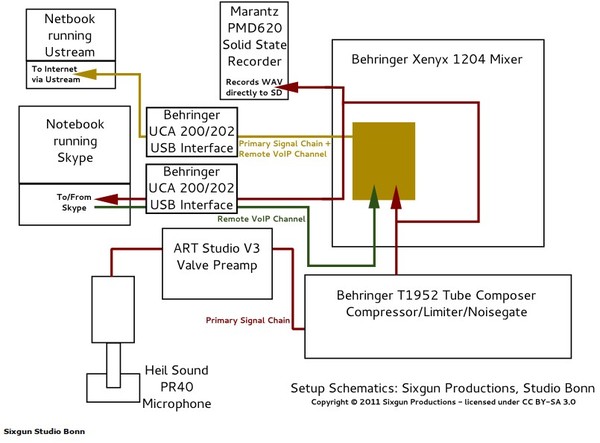 Netbook
running
Ustream
To Internet
via Ustream
Marantz
PMD620
Solid State
Recorder
Records WAV
directly to SD
Behringer Xenyx 1204 Mixer
Notebook
running
Skype
To/From
Skype
Behringer
UCA 200/202
USB Interface
Primary Signal Chain +
Remote VoIP Channel
Behringer
UCA 200/202
USB Interface
Remote VoIP Channel
ART Studio V3
Valve Preamp
Primary Signal Chain
Behringer T1952 Tube Composer
Compressor/Limiter/Noisegate
Heil Sound
PR40
Microphone
Setup Schematics: Sixgun Productions, Studio Bonn
Copyright © 2011 Sixgun Productions - licensed under CC BY-SA 3.0
Sixgun Studio Bonn